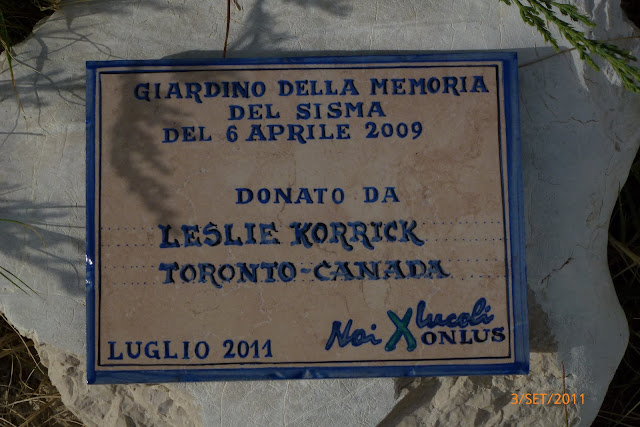 GIARDINO DELLA MEMORIA
DEL SISMA
DEL 6 APRILE 2009
DONATO DA
LESLIE KORRICK
TORONTO-CANADA
Noi X lucoli
ONLUS
LUGLIO 2011
3/SET/2011